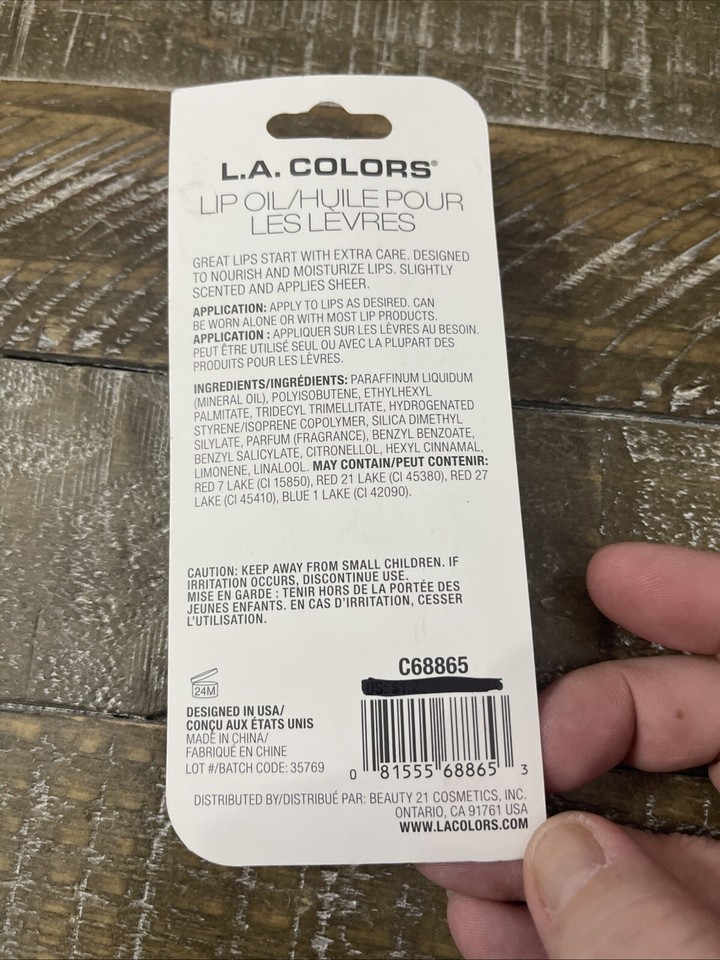 L.A. COLORS®
LIP OIL/HUILE POUR
LES LÈVRES
GREAT LIPS START WITH EXTRA CARE. DESIGNED
TO NOURISH AND MOISTURIZE LIPS. SLIGHTLY
SCENTED AND APPLIES SHEER.
APPLICATION: APPLY TO LIPS AS DESIRED. CAN
BE WORN ALONE OR WITH MOST LIP PRODUCTS.
APPLICATION : APPLIQUER SUR LES LÈVRES AU BESOIN.
PEUT ÊTRE UTILISÉ SEUL OU AVEC LA PLUPART DES
PRODUITS POUR LES LÈVRES.
INGREDIENTS/INGRÉDIENTS: PARAFFINUM LIQUIDUM
(MINERAL OIL), POLYISOBUTENE, ETHYLHEXYL
PALMITATE, TRIDECYL TRIMELLITATE, HYDROGENATED
STYRENE/ISOPRENE COPOLYMER, SILICA DIMETHYL
SILYLATE, PARFUM (FRAGRANCE), BENZYL BENZOATE,
BENZYL SALICYLATE, CITRONELLOL, HEXYL CINNAMAL,
LIMONENE, LINALOOL. MAY CONTAIN/PEUT CONTENIR:
RED 7 LAKE (CI 15850), RED 21 LAKE (CI 45380), RED 27
LAKE (CI 45410), BLUE 1 LAKE (CI 42090).
CAUTION: KEEP AWAY FROM SMALL CHILDREN. IF
IRRITATION OCCURS, DISCONTINUE USE.
MISE EN GARDE : TENIR HORS DE LA PORTÉE DES
JEUNES ENFANTS. EN CAS D'IRRITATION, CESSER
L'UTILISATION.
24M
DESIGNED IN USA/
CONÇU AUX ÉTATS UNIS
MADE IN CHINA/
FABRIQUÉ EN CHINE
LOT #/BATCH CODE: 35769
C68865
0 81555 68865 3
DISTRIBUTED BY/DISTRIBUÉ PAR: BEAUTY 21 COSMETICS, INC.
ONTARIO, CA 91761 USA
WWW.LACOLORS.COM